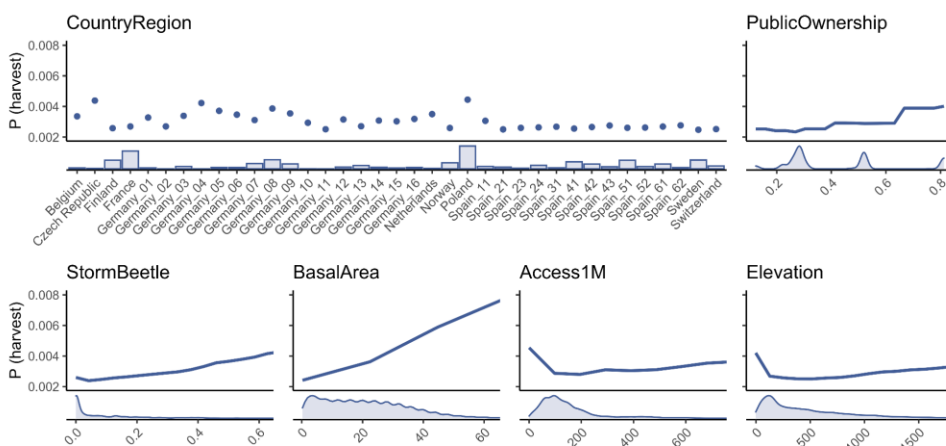 CountryRegion
PublicOwnership
P (harvest)
0.008
0.006
0.004
0.002
Belgium
Czech Republic
Finland
France
Germany_01
Germany_02
Germany_03
Germany_04
Germany_05
Germany_06
Germany_07
Germany_08
Germany_09
Germany_10
Germany_11
Germany_12
Germany_13
Germany_14
Germany_15
Germany_16
Netherlands
Norway
Poland
Spain_11
Spain_21
Spain_23
Spain_24
Spain_31
Spain_41
Spain_42
Spain_43
Spain_51
Spain_52
Spain_61
Spain_62
Sweden
Switzerland
0.2
0.4
0.6
0.8
StormBeetle
BasalArea
Access1M
Elevation
P (harvest)
0.008
0.006
0.004
0.002
0.0
0.2
0.4
0.6
0
20
40
60
0
200
400
600
0
500
1000
1500